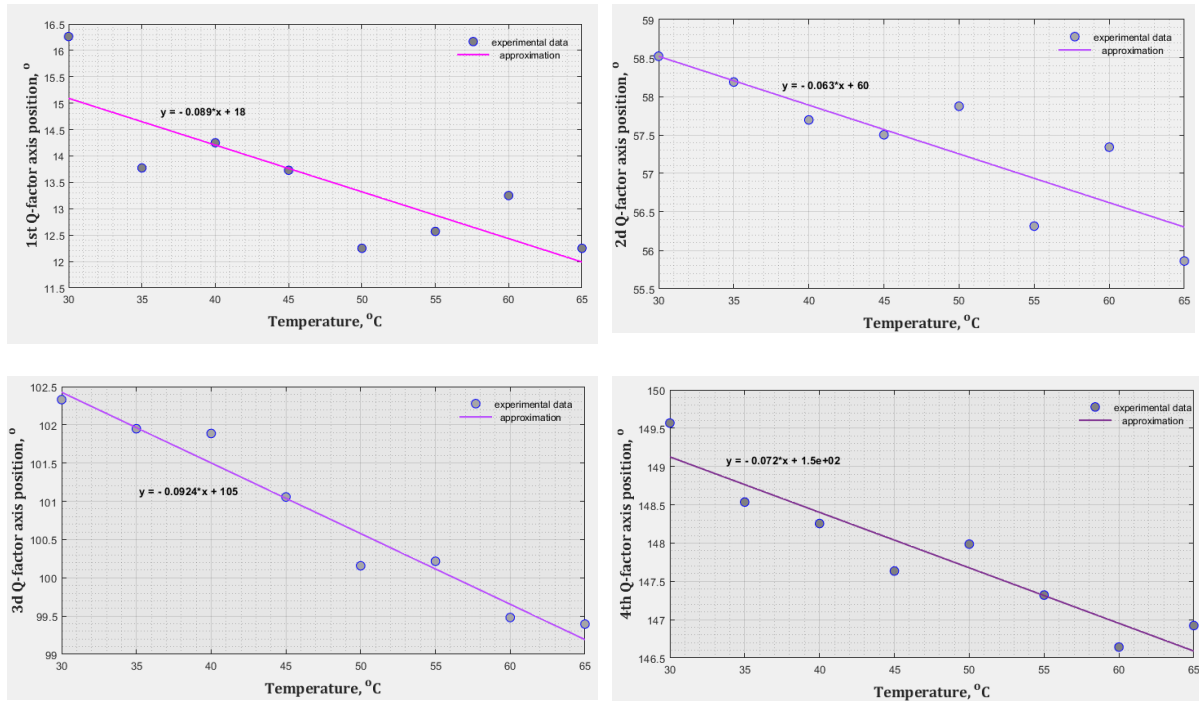 16.5
16
15.5
15
14.5
14
13.5
13
12.5
12
11.5
1st Q-factor axis position, º
experimental data
approximation
y = - 0.089*x + 18
30 35 40 45 50 55 60 65
Temperature, ºC
59
58.5
58
57.5
57
56.5
56
55.5
2d Q-factor axis position, º
experimental data
approximation
y = - 0.063*x + 60
30 35 40 45 50 55 60 65
Temperature, ºC
102.5
102
101.5
101
100.5
100
99.5
99
3d Q-factor axis position, º
experimental data
approximation
y = - 0.0924*x + 105
30 35 40 45 50 55 60 65
Temperature, ºC
150
149.5
149
148.5
148
147.5
147
146.5
4th Q-factor axis position, º
experimental data
approximation
y = - 0.072*x + 1.5e+02
30 35 40 45 50 55 60 65
Temperature, ºC